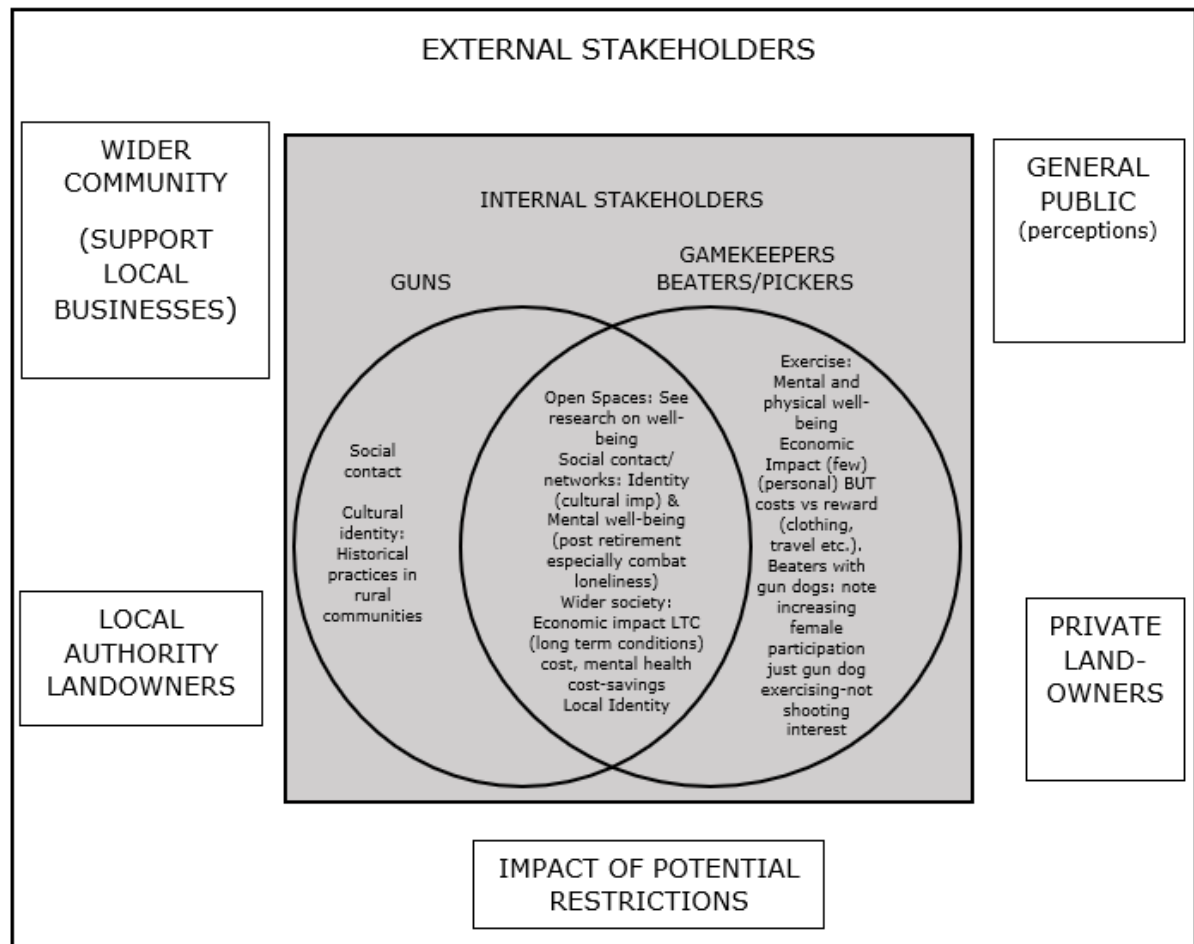 EXTERNAL STAKEHOLDERS
WIDER
COMMUNITY
(SUPPORT
LOCAL
BUSINESSES)
GENERAL
PUBLIC
(perceptions)
INTERNAL STAKEHOLDERS
GUNS
GAMEKEEPERS
BEATERS/PICKERS
Social
contact
Cultural
identity:
Historical
practices in
rural
communities
Open Spaces: See
research on well-
being
Social contact/
networks: Identity
(cultural imp) &
Mental well-being
(post retirement
especially combat
loneliness)
Wider society:
Economic impact LTC
(long term conditions)
cost, mental health
cost-savings
Local Identity
Exercise:
Mental and
physical well-
being
Economic
Impact (few)
(personal) BUT
costs vs reward
(clothing,
travel etc.).
Beaters with
gun dogs: note
increasing
female
participation
just gun dog
exercising-not
shooting
interest
LOCAL
AUTHORITY
LANDOWNERS
PRIVATE
LAND-
OWNERS
IMPACT OF POTENTIAL
RESTRICTIONS